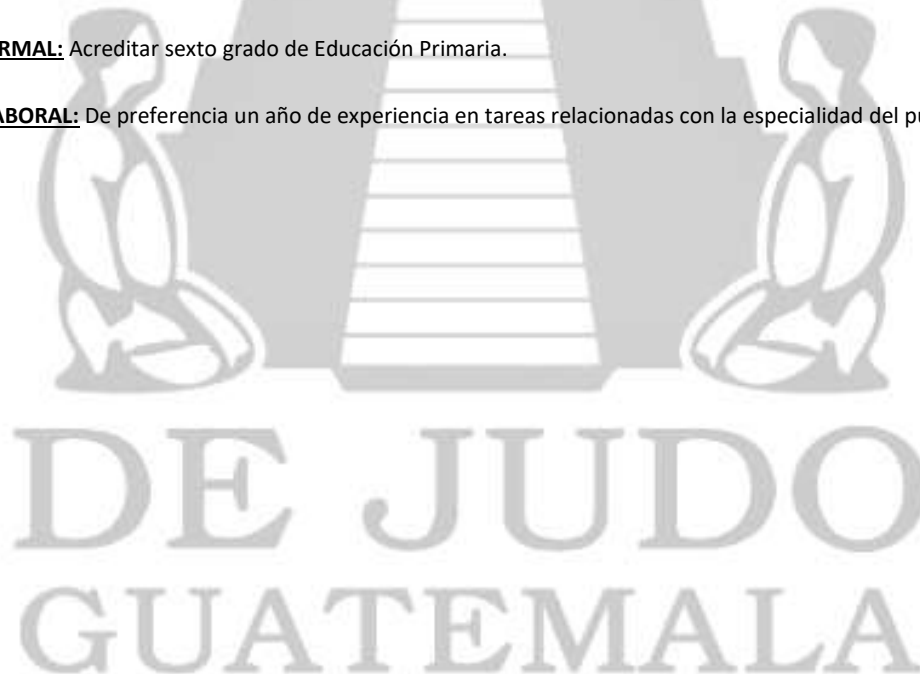 RMAL: Acreditar sexto grado de Educación Primaria.
ABORAL: De preferencia un año de experiencia en tareas relacionadas con la especialidad del
DE JUDO
GUATEMALA